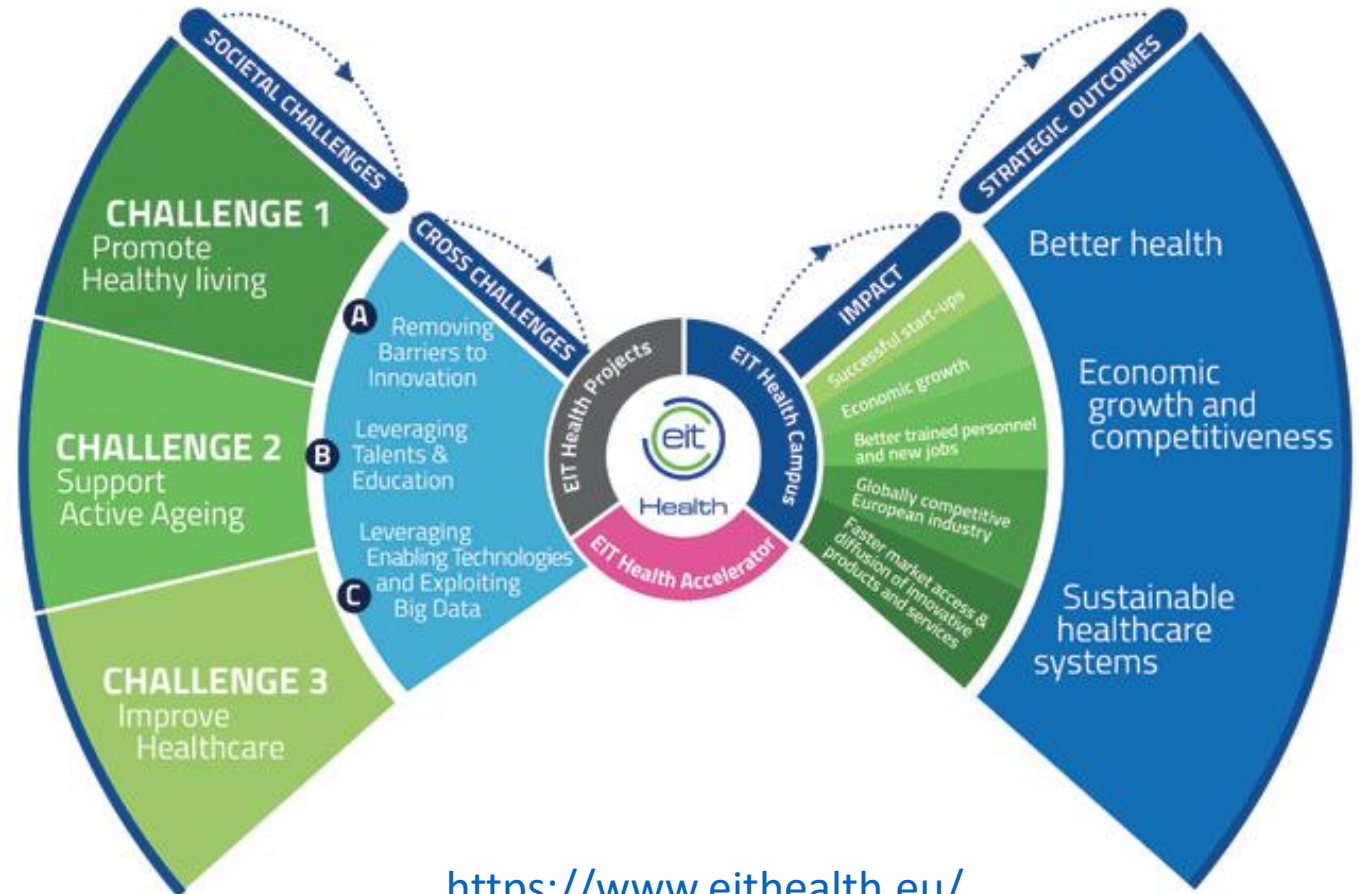 SOCIETAL CHALLENGES
CHALLENGE 1
Promote
Healthy living
CHALLENGE 2
Support
Active Ageing
CHALLENGE 3
Improve
Healthcare
CROSS CHALLENGES
A
Removing
Barriers to
Innovation
B
Leveraging
Talents &
Education
C
Leveraging
Enabling Technologies
and Exploiting
Big Data
EIT Health Projects
EIT Health Campus
EIT Health Accelerator
eit
Health
IMPACT
Successful start-ups
Economic growth
Better trained personnel
and new jobs
Globally competitive
European industry
Faster market access &
diffusion of innovative
products and services
STRATEGIC OUTCOMES
Better health
Economic
growth and
competitiveness
Sustainable
healthcare
systems
https://www.eithealth.eu/